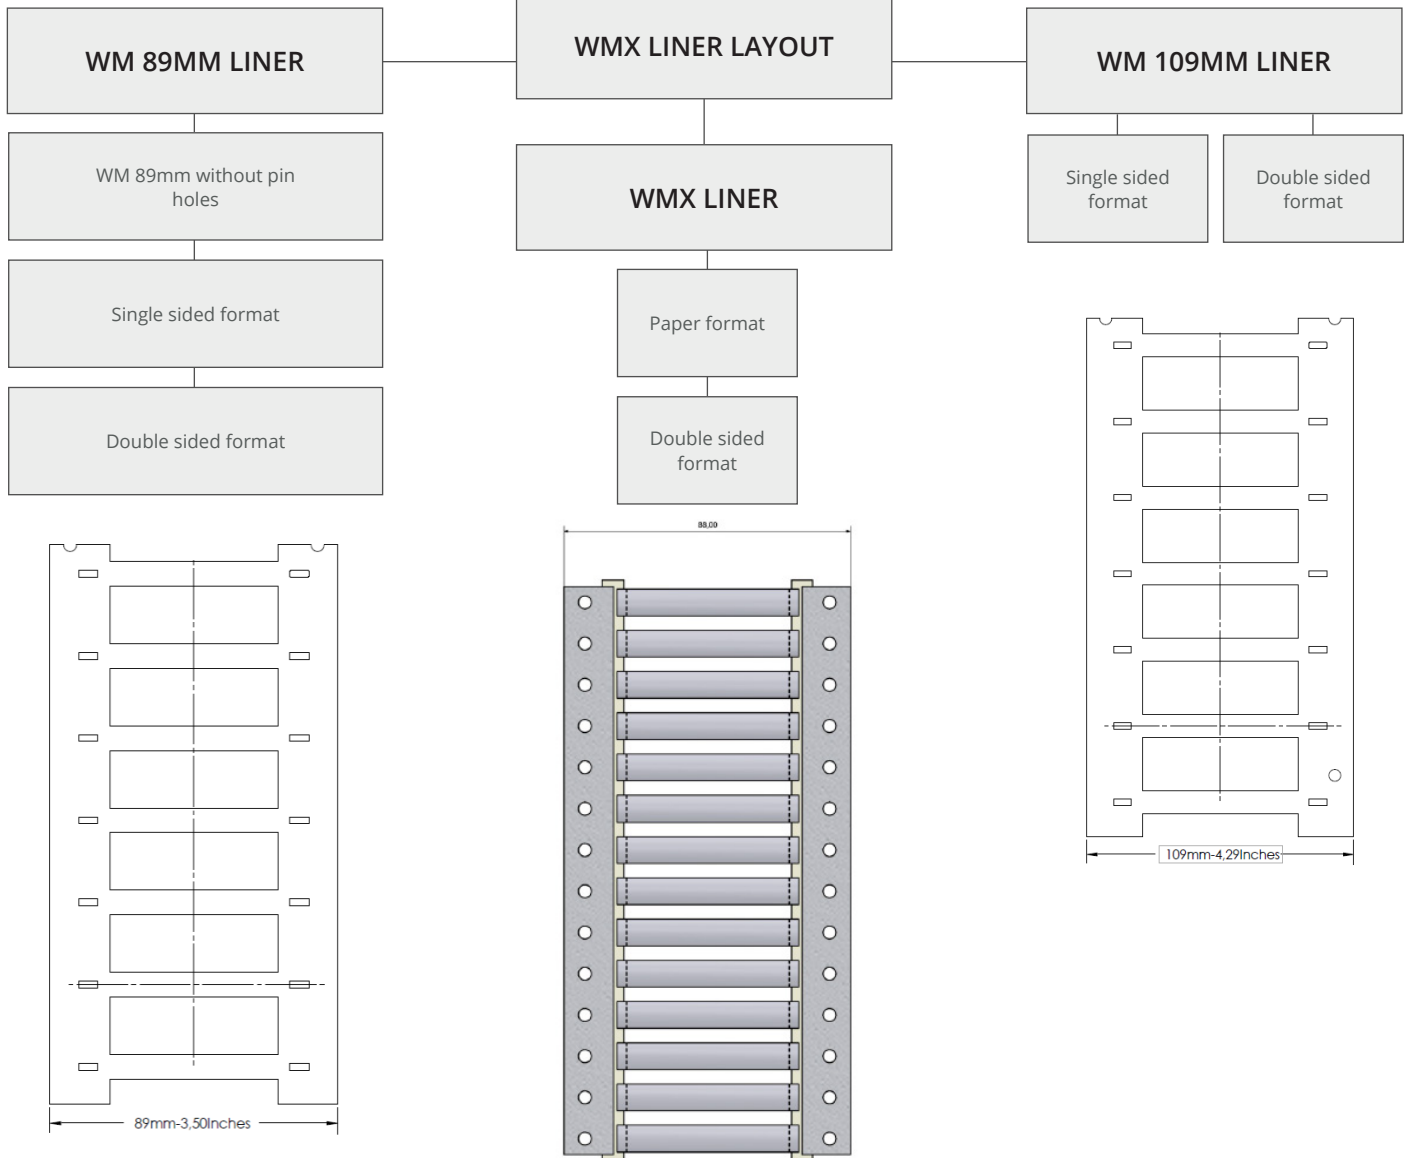 WM 89MM LINER
WM 89mm without pin
holes
Single sided format
Double sided format
89mm-3,50Inches
WMX LINER LAYOUT
WMX LINER
Paper format
Double sided
format
88,00
WM 109MM LINER
Single sided
format
Double sided
format
109mm-4,29Inches